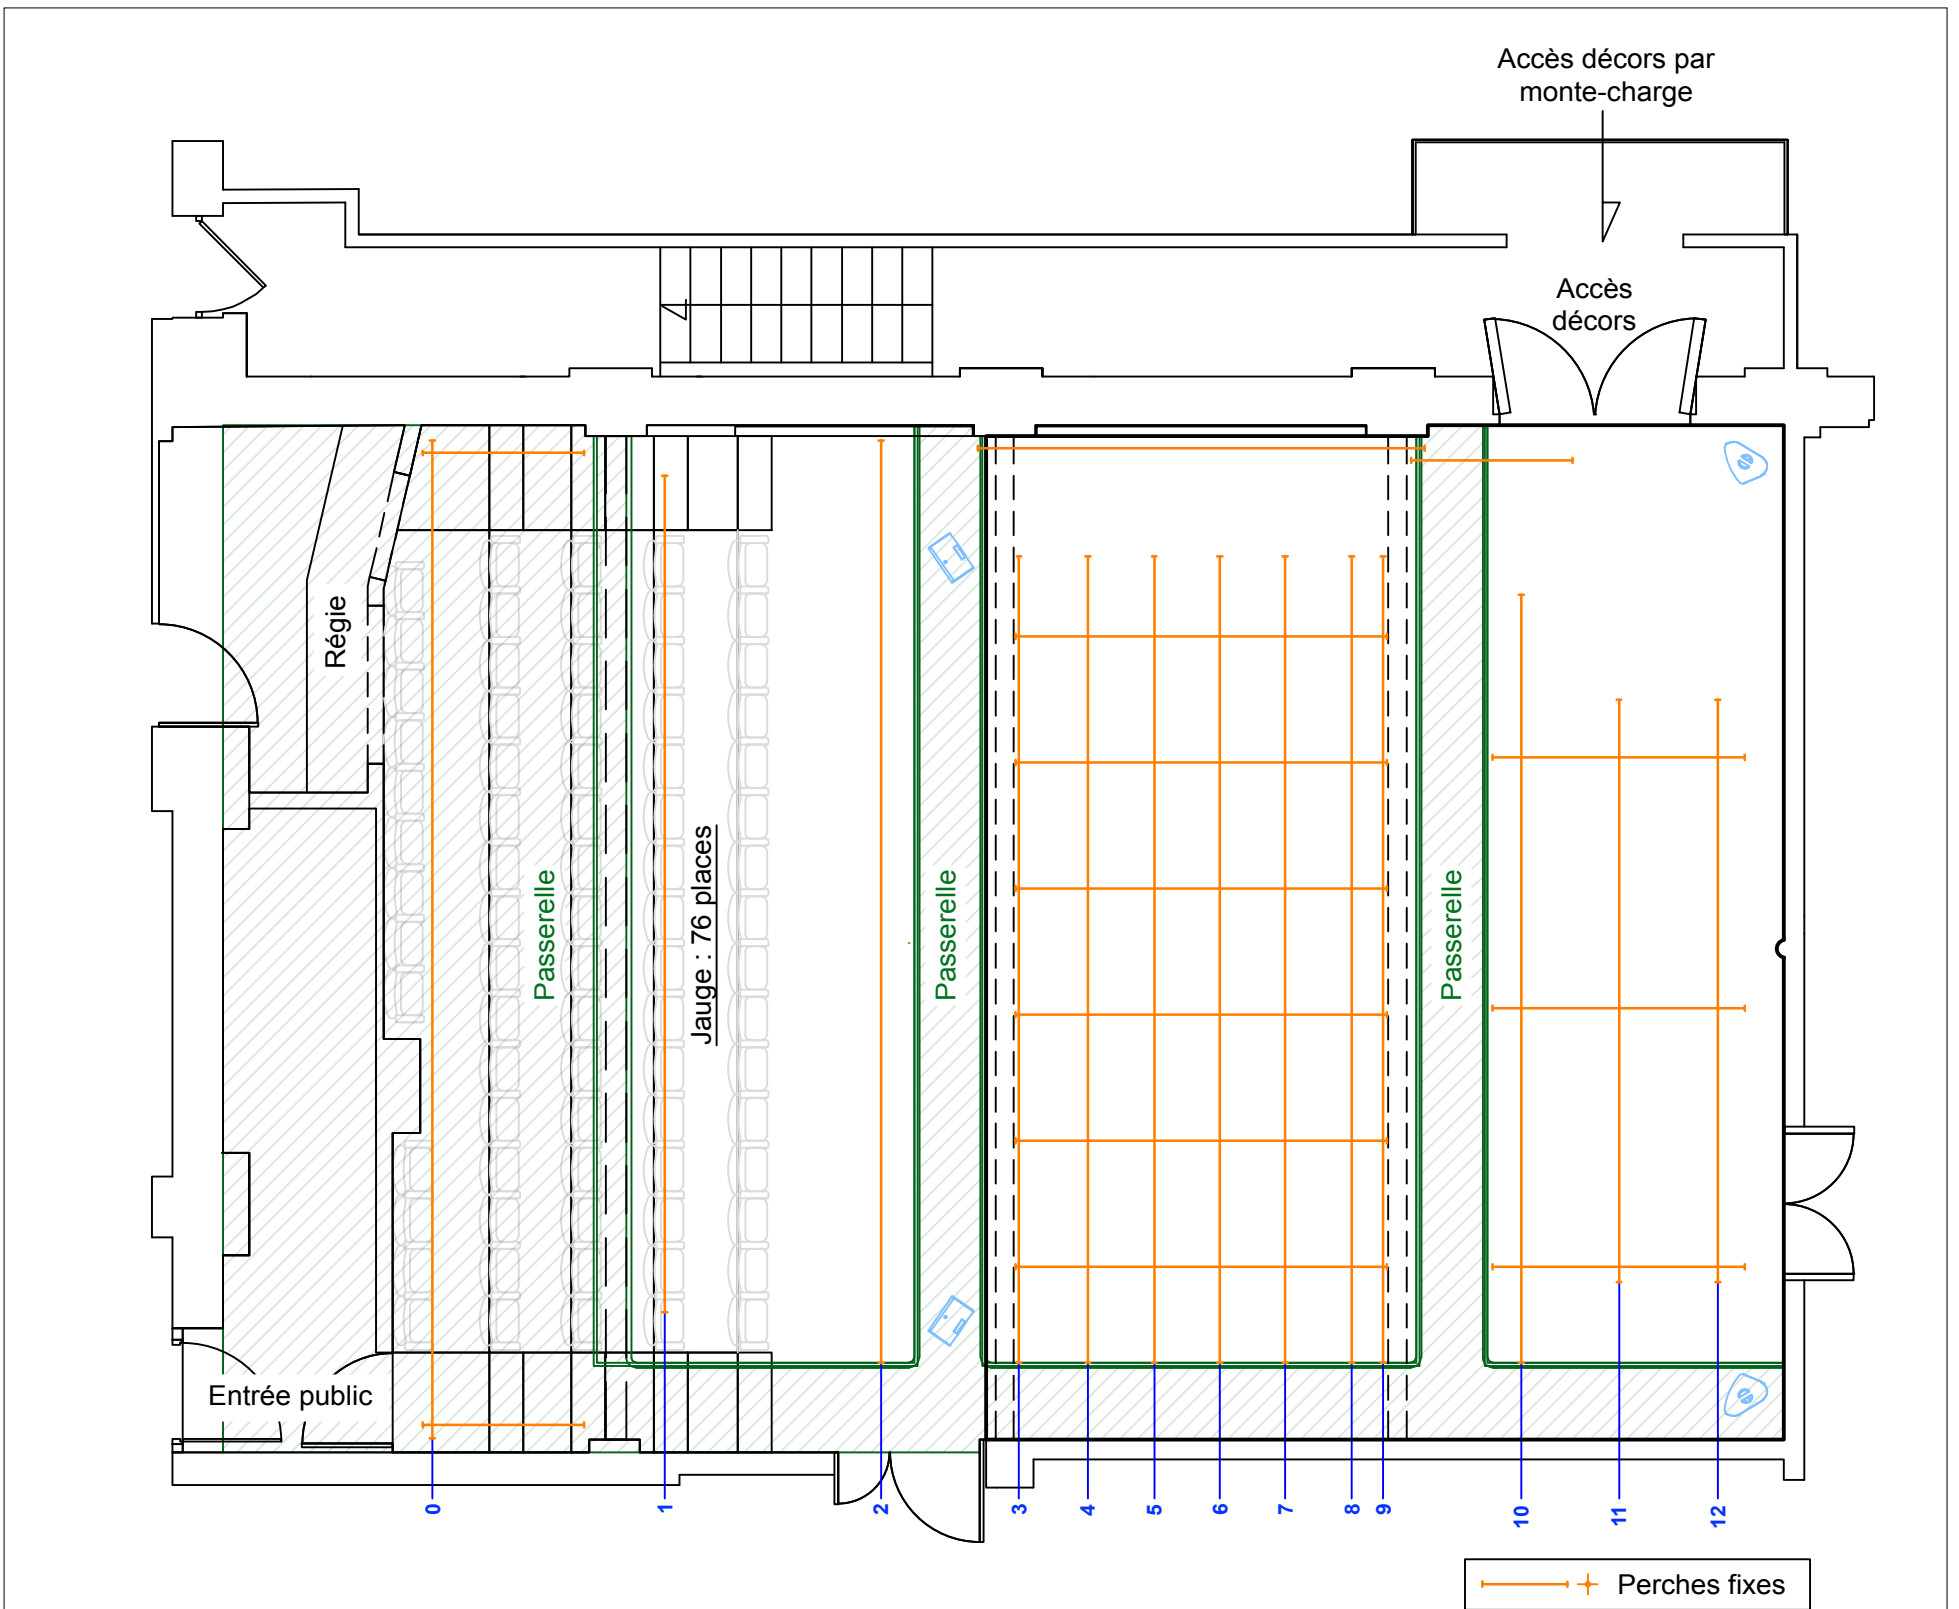 Accès décors par
monte-charge
Accès
décors
Régie
Passerelle
Jauge : 76 places
Passerelle
Passerelle
Entrée public
0
1
2
3
4
5
6
7
8
9
10
11
12
Perches fixes